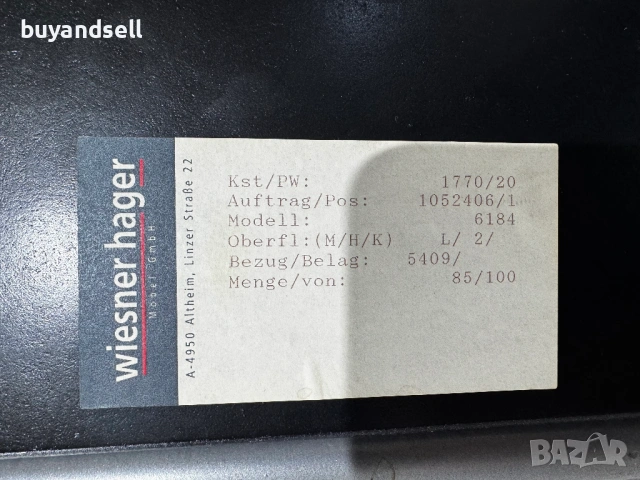 buyandsell
wiesner hager
Möbel GmbH
A-4950 Altheim, Linzer Straße 22
Kst/PW: 1770/20
Auftrag/Pos: 1052406/1
Modell: 6184
Oberfl:(M/H/K) L/ 2/
Bezug/Belag: 5409/
Menge/von: 85/100
BAZAR